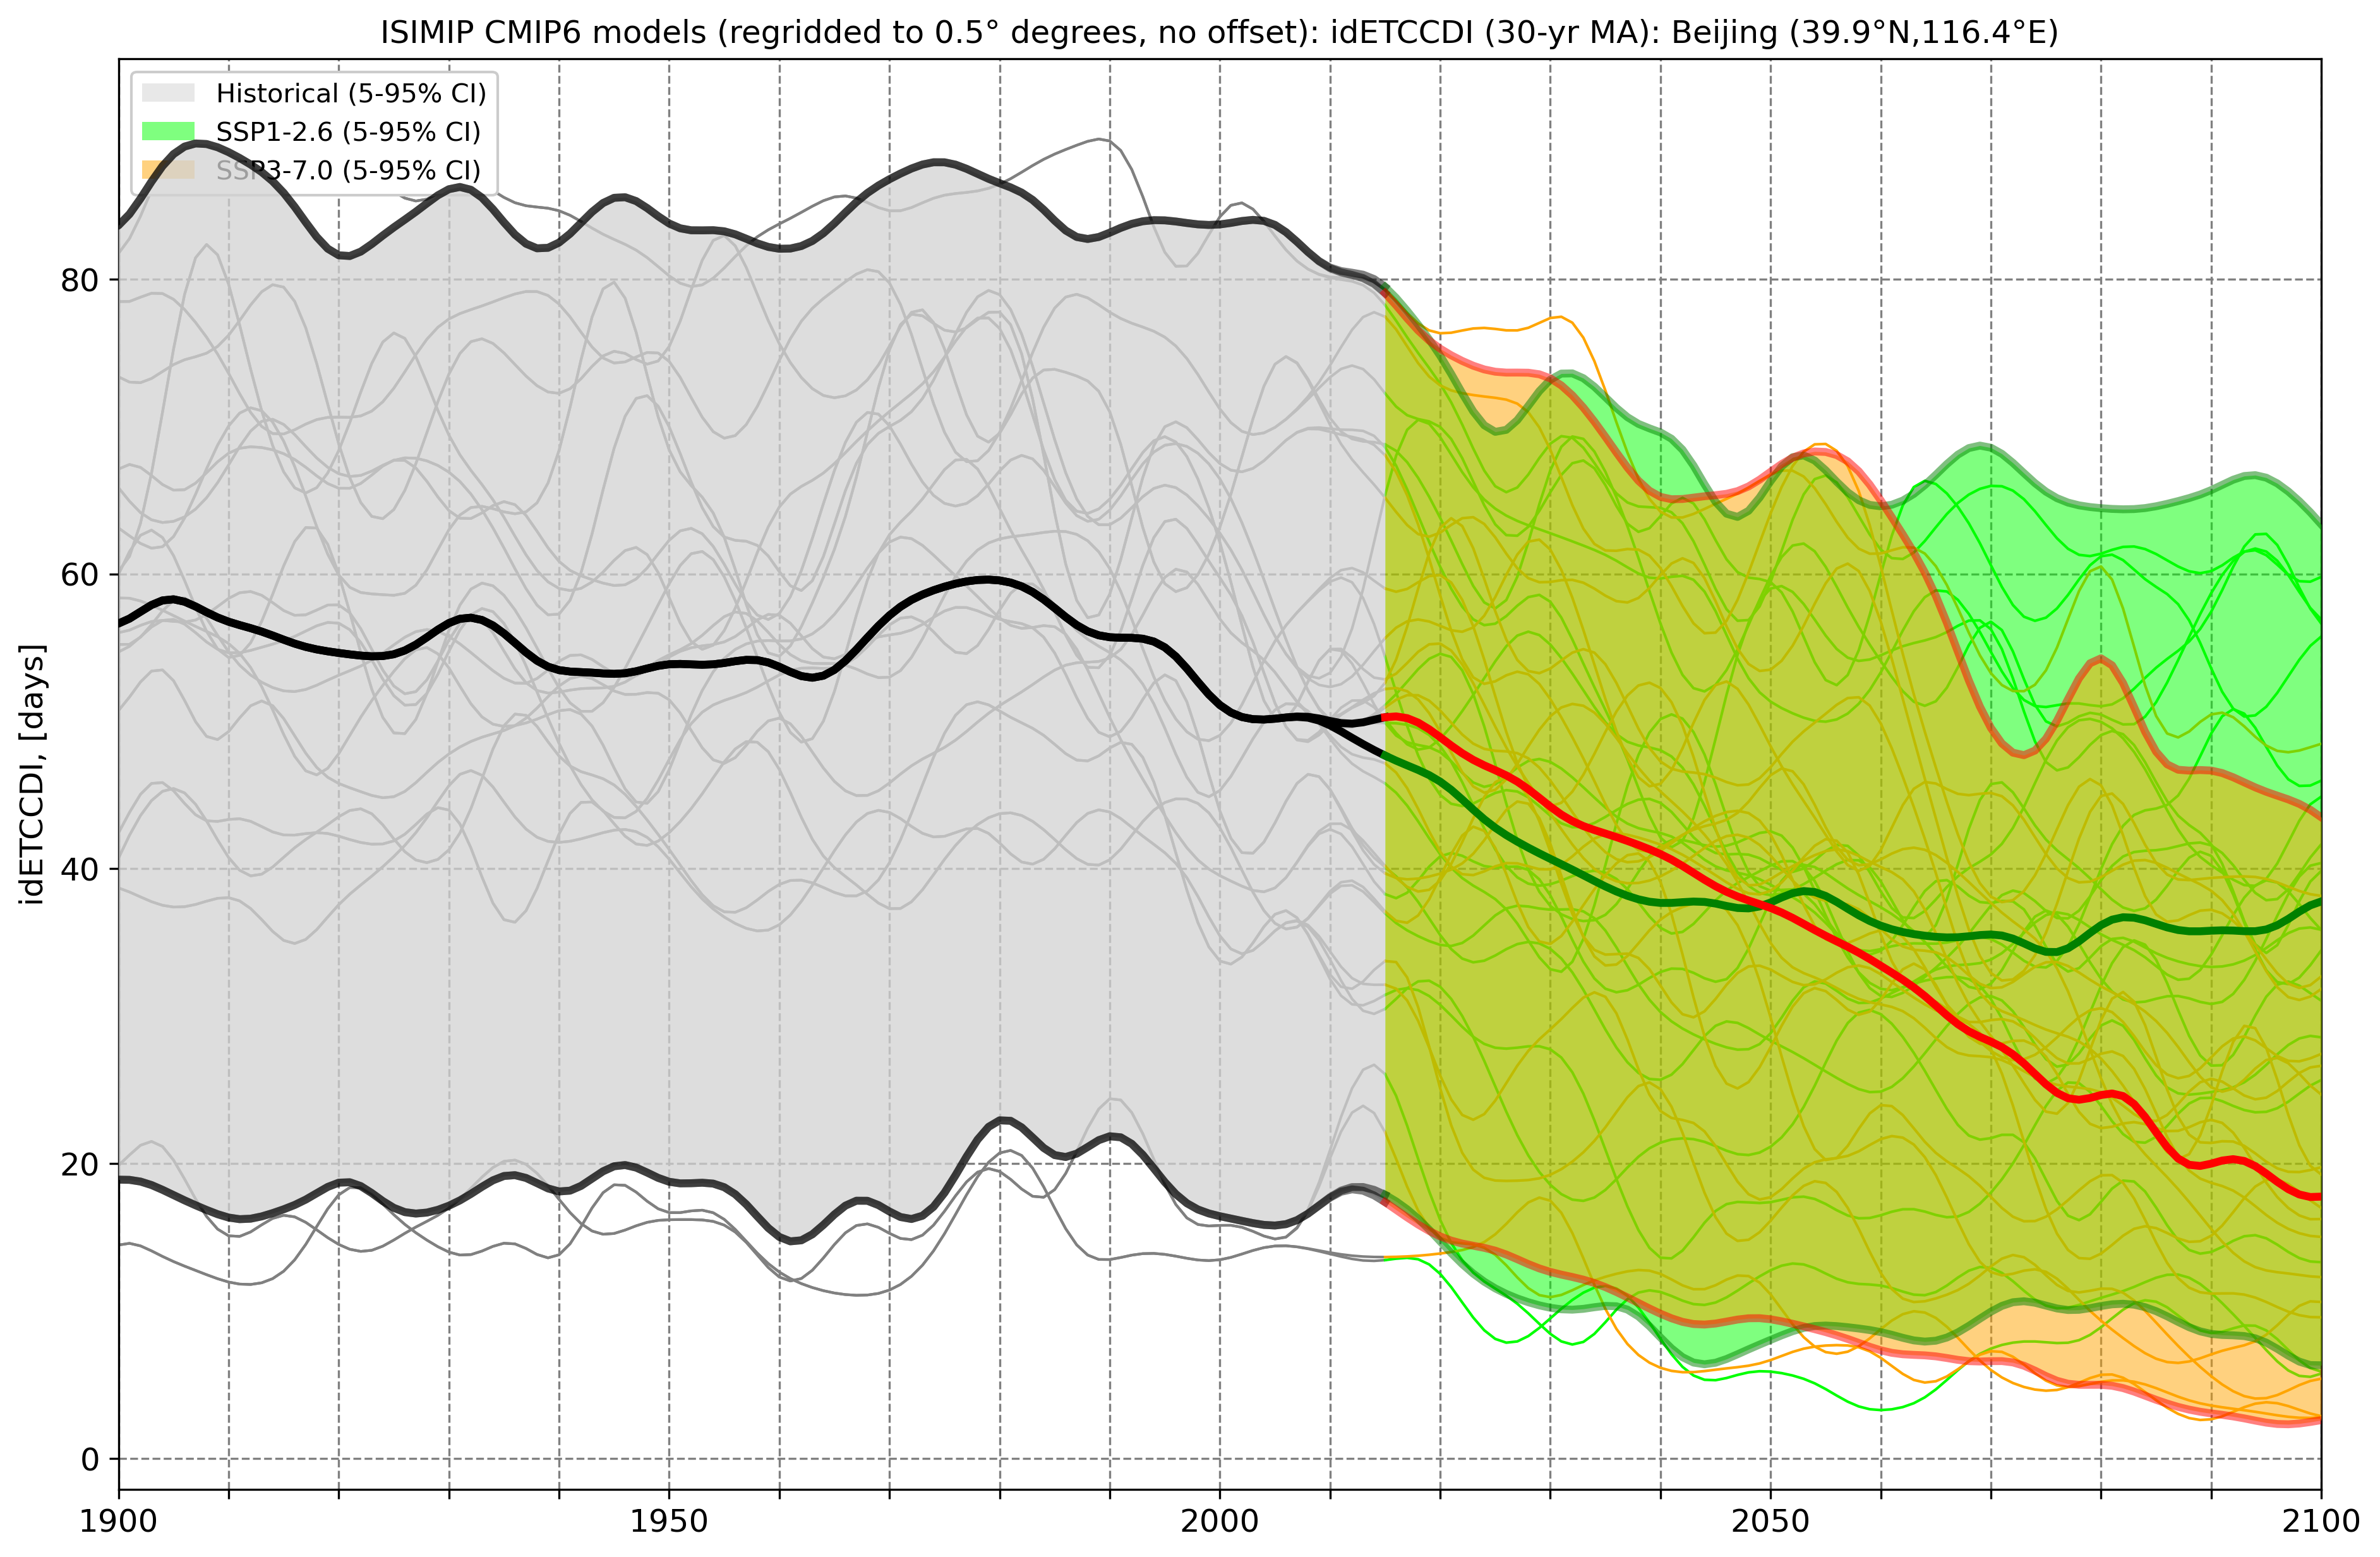 ISIMIP CMIP6 models (regridded to 0.5° degrees, no offset): idETCCDI (30-yr MA): Beijing (39.9°N,116.4°E)
Historical (5-95% CI)
SSP1-2.6 (5-95% CI)
SSP3-7.0 (5-95% CI)
idETCCDI, [days]
80
60
40
20
0
1900
1950
2000
2050
2100